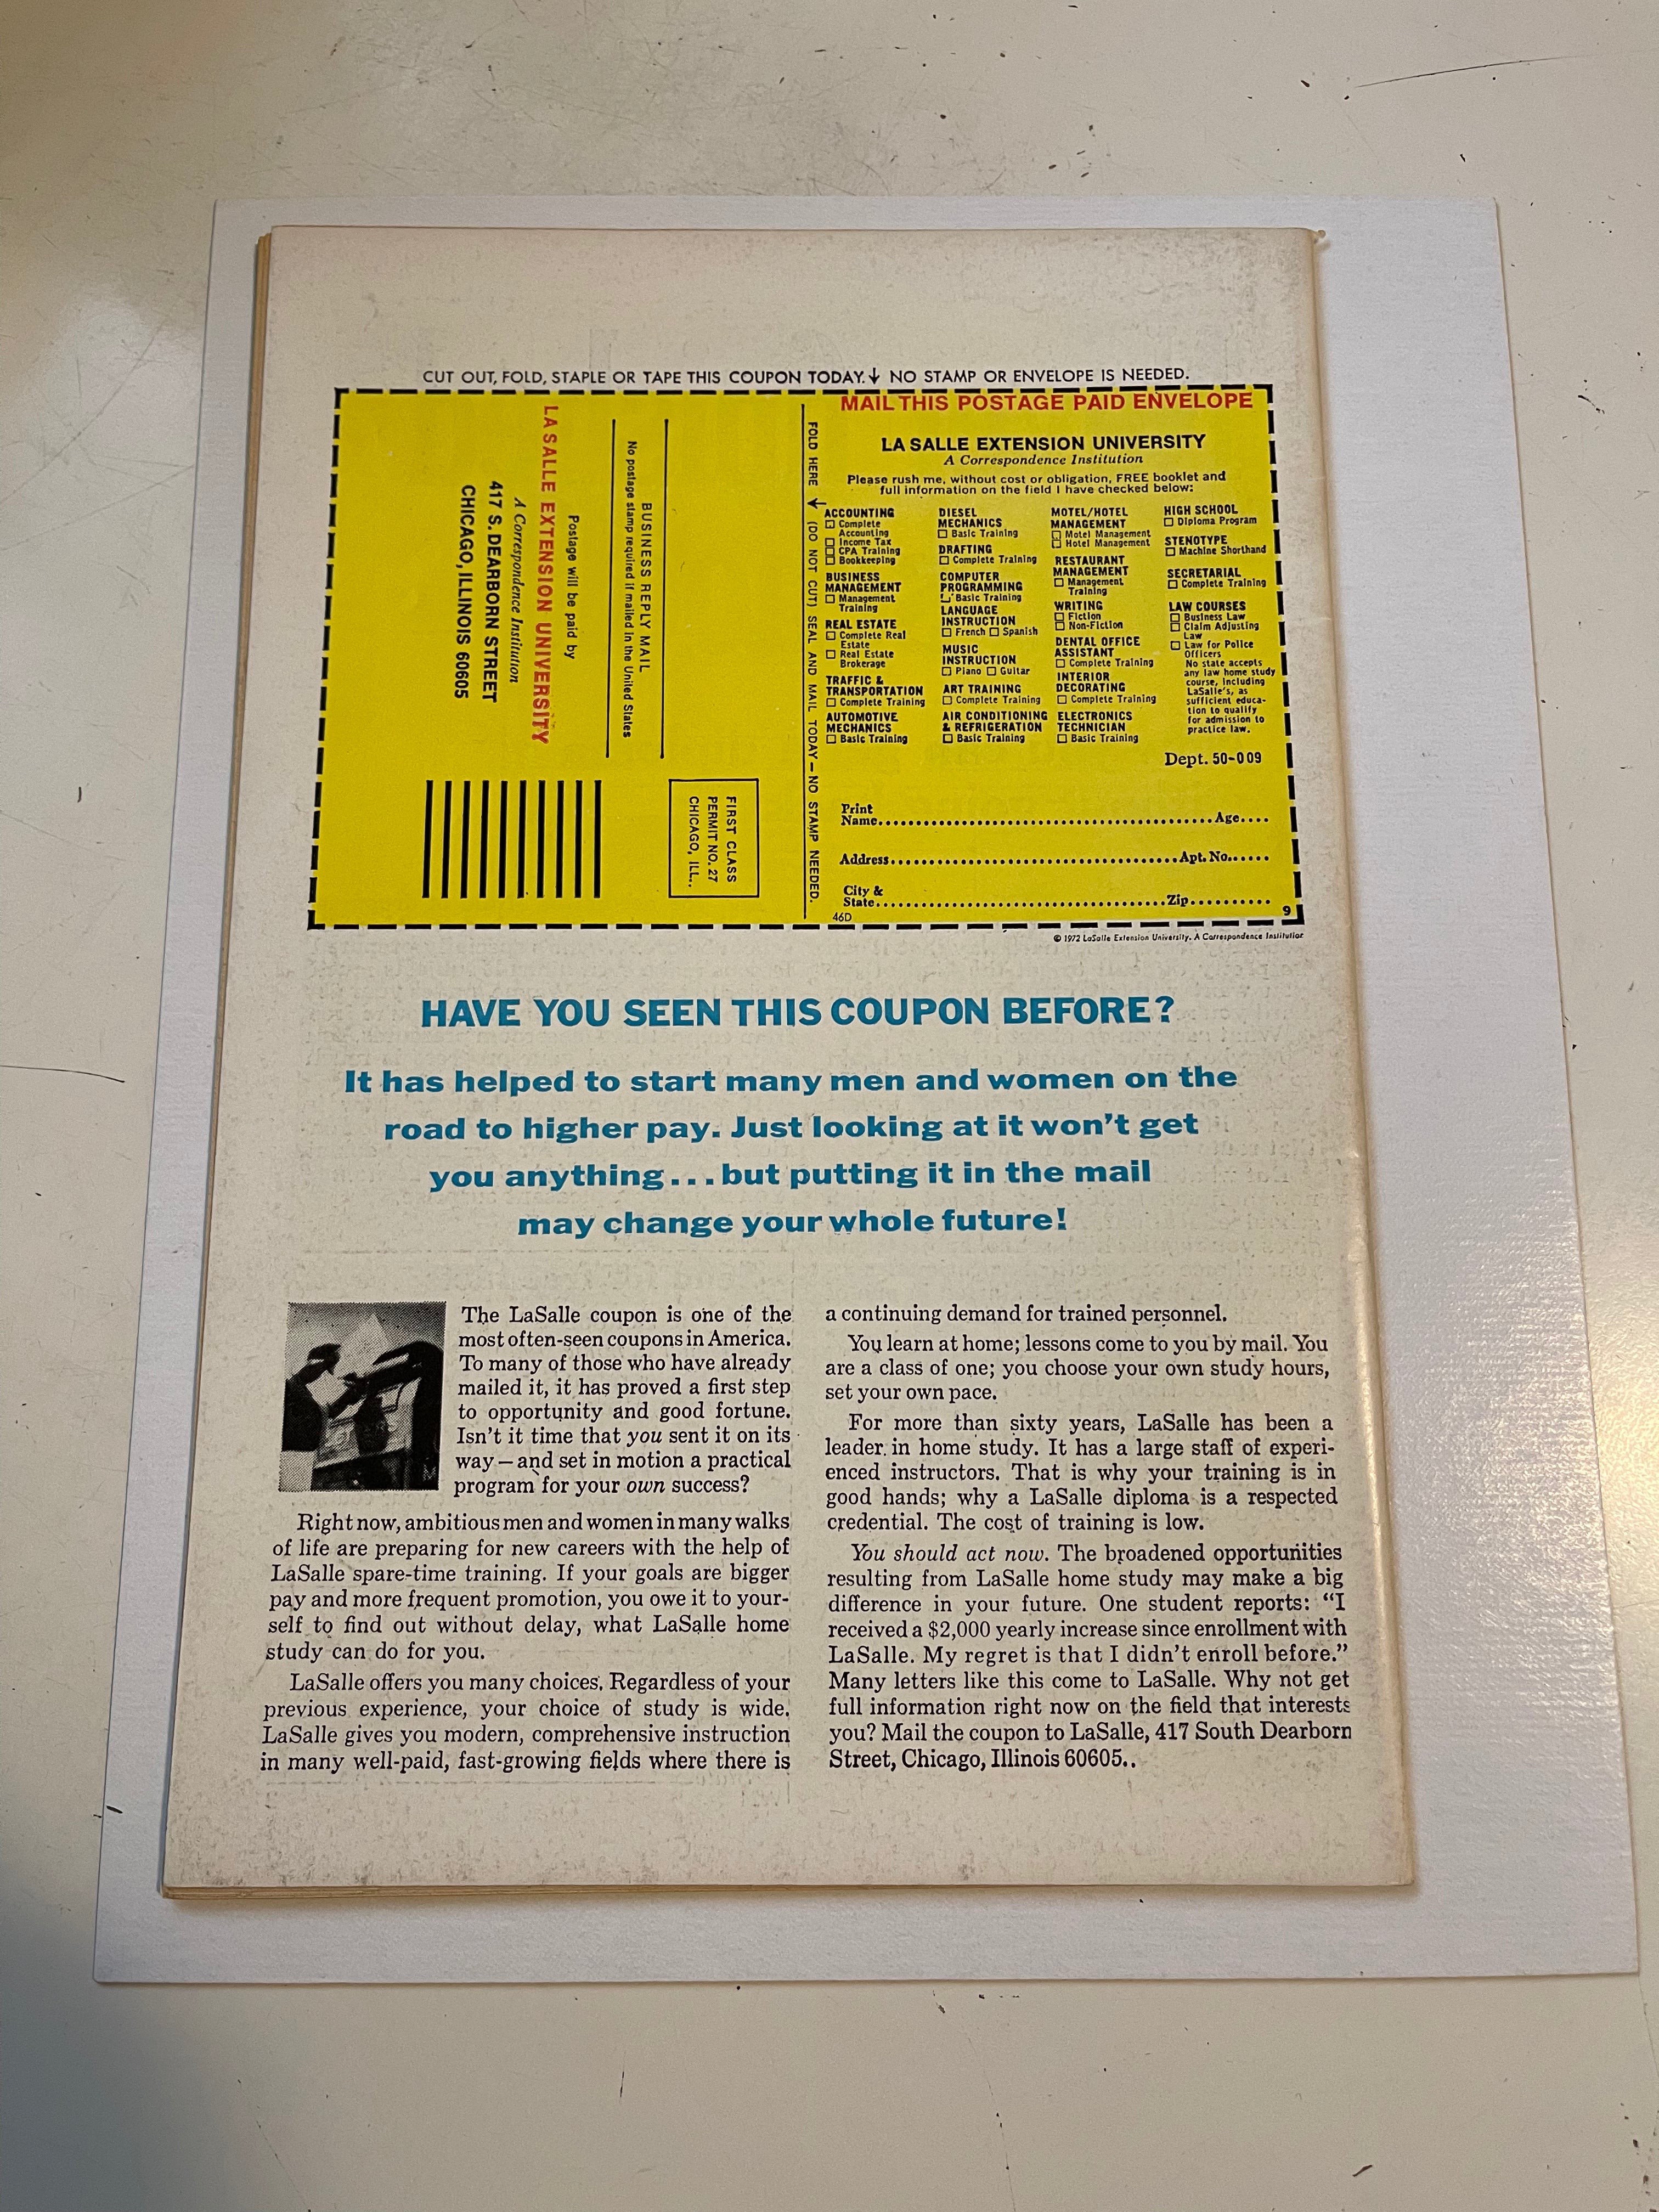 CUT OUT, FOLD, STAPLE OR TAPE THIS COUPON TODAY.↓ NO STAMP OR ENVELOPE IS NEEDED.
LA SALLE EXTENSION UNIVERSITY
A Correspondence Institution
417 S. DEARBORN STREET
CHICAGO, ILLINOIS 60605
Postage will be paid by
BUSINESS REPLY MAIL
No postage stamp required if mailed in the United States
FIRST CLASS
PERMIT NO. 27
CHICAGO, ILL..
FOLD HERE ↓ (DO NOT CUT) SEAL AND MAIL TODAY — NO STAMP NEEDED.
MAIL THIS POSTAGE PAID ENVELOPE
LA SALLE EXTENSION UNIVERSITY
A Correspondence Institution
Please rush me, without cost or obligation, FREE booklet and
full information on the field I have checked below:
ACCOUNTING
☐ Complete
Accounting
☐ Income Tax
☐ CPA Training
☐ Bookkeeping
BUSINESS
MANAGEMENT
☐ Management
Training
REAL ESTATE
☐ Complete Real
Estate
☐ Real Estate
Brokerage
TRAFFIC &
TRANSPORTATION
☐ Complete Training
AUTOMOTIVE
MECHANICS
☐ Basic Training
DIESEL
MECHANICS
☐ Basic Training
DRAFTING
☐ Complete Training
COMPUTER
PROGRAMMING
☐ Basic Training
LANGUAGE
INSTRUCTION
☐ French ☐ Spanish
MUSIC
INSTRUCTION
☐ Piano ☐ Guitar
ART TRAINING
☐ Complete Training
AIR CONDITIONING
& REFRIGERATION
☐ Basic Training
MOTEL/HOTEL
MANAGEMENT
☐ Motel Management
☐ Hotel Management
RESTAURANT
MANAGEMENT
☐ Management
Training
WRITING
☐ Fiction
☐ Non-Fiction
DENTAL OFFICE
ASSISTANT
☐ Complete Training
INTERIOR
DECORATING
☐ Complete Training
ELECTRONICS
TECHNICIAN
☐ Basic Training
HIGH SCHOOL
☐ Diploma Program
STENOTYPE
☐ Machine Shorthand
SECRETARIAL
☐ Complete Training
LAW COURSES
☐ Business Law
☐ Claim Adjusting
Law
☐ Law for Police
Officers
No state accepts
any law home study
course, including
LaSalle's, as
sufficient educa-
tion to qualify
for admission to
practice law.
Dept. 50-009
Print
Name...Age....
Address...Apt. No......
City &
State...Zip..........
46D
9
© 1972 LaSalle Extension University. A Correspondence Institution
HAVE YOU SEEN THIS COUPON BEFORE?
It has helped to start many men and women on the
road to higher pay. Just looking at it won't get
you anything...but putting it in the mail
may change your whole future!
The LaSalle coupon is one of the
most often-seen coupons in America.
To many of those who have already
mailed it, it has proved a first step
to opportunity and good fortune.
Isn't it time that you sent it on its
way — and set in motion a practical
program for your own success?
Right now, ambitious men and women in many walks
of life are preparing for new careers with the help of
LaSalle spare-time training. If your goals are bigger
pay and more frequent promotion, you owe it to your-
self to find out without delay, what LaSalle home
study can do for you.
LaSalle offers you many choices. Regardless of your
previous experience, your choice of study is wide.
LaSalle gives you modern, comprehensive instruction
in many well-paid, fast-growing fields where there is
a continuing demand for trained personnel.
You learn at home; lessons come to you by mail. You
are a class of one; you choose your own study hours,
set your own pace.
For more than sixty years, LaSalle has been a
leader in home study. It has a large staff of experi-
enced instructors. That is why your training is in
good hands; why a LaSalle diploma is a respected
credential. The cost of training is low.
You should act now. The broadened opportunities
resulting from LaSalle home study may make a big
difference in your future. One student reports: "I
received a $2,000 yearly increase since enrollment with
LaSalle. My regret is that I didn't enroll before."
Many letters like this come to LaSalle. Why not get
full information right now on the field that interests
you? Mail the coupon to LaSalle, 417 South Dearborn
Street, Chicago, Illinois 60605..